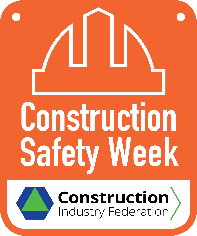 Construction
Safety Week
Construction
Industry Federation